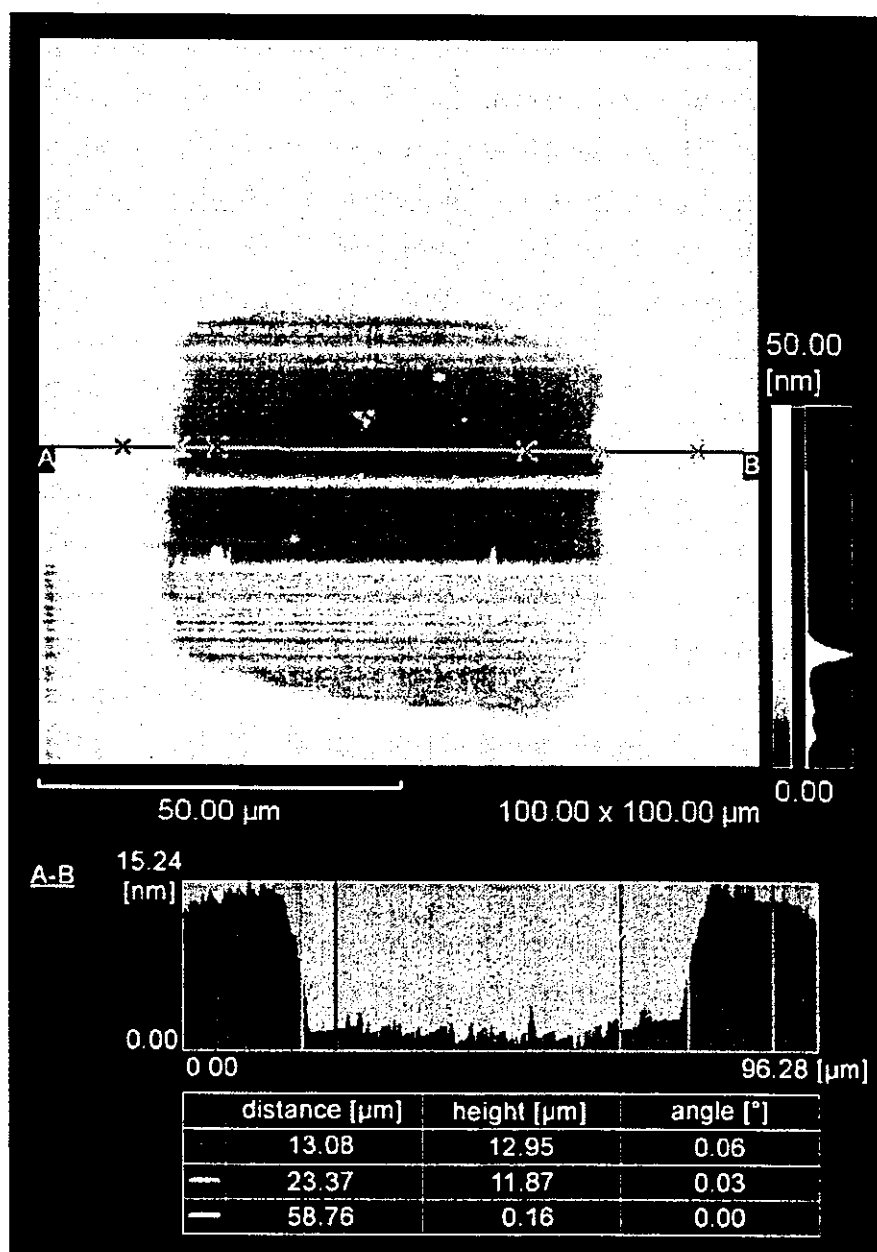 50.00
[nm]
A
B
0.00
50.00 µm
100.00 x 100.00 µm
A-B
15.24
[nm]
0.00
0 00
96.28 [µm]
distance [µm] height [µm] angle [°]
13.08 12.95 0.06
23.37 11.87 0.03
58.76 0.16 0.00